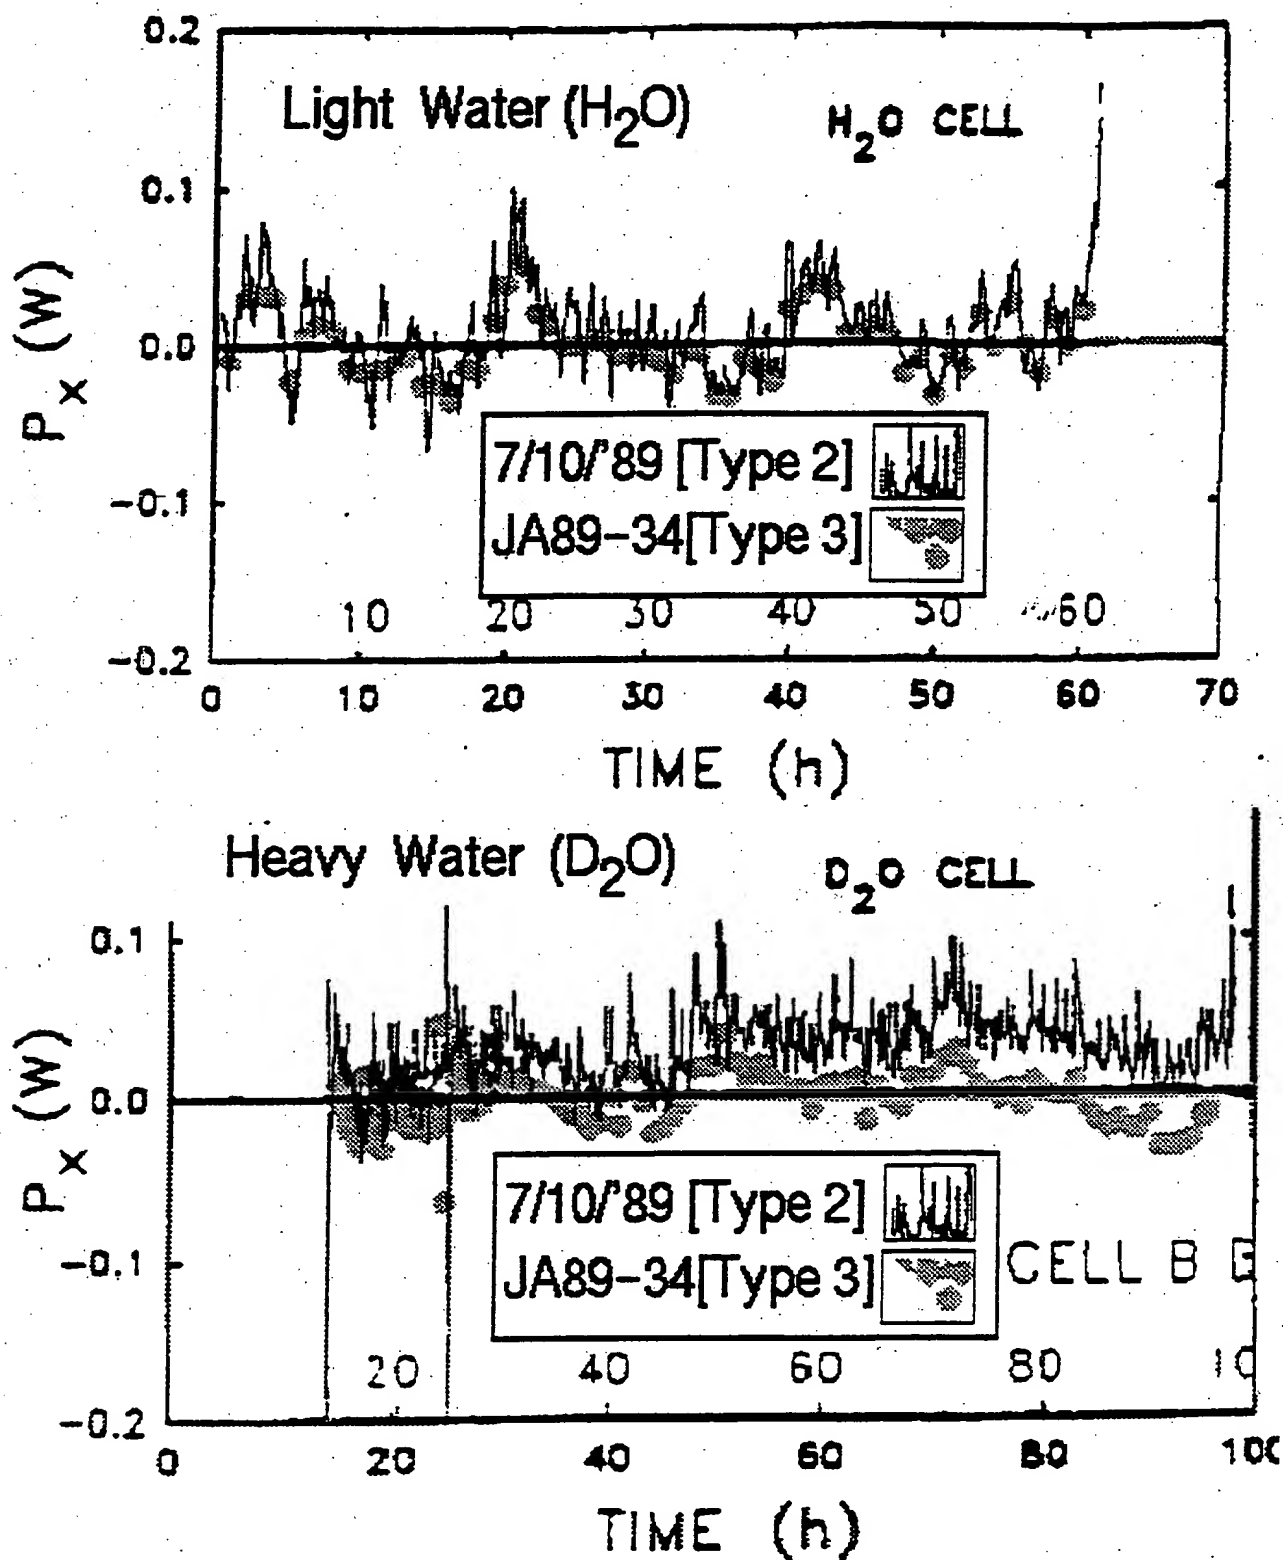 0.2
Light Water (H₂O) H₂O CELL
0.1
Pₓ (W)
0.0
7/10/'89 [Type 2]
-0.1
JA89-34[Type 3]
10 20 30 40 50 60
-0.2
0 10 20 30 40 50 60 70
TIME (h)
Heavy Water (D₂O) D₂O CELL
0.1
Pₓ (W)
0.0
7/10/'89 [Type 2]
-0.1
JA89-34[Type 3] CELL B
20 40 60 80 10
-0.2
0 20 40 60 80 100
TIME (h)